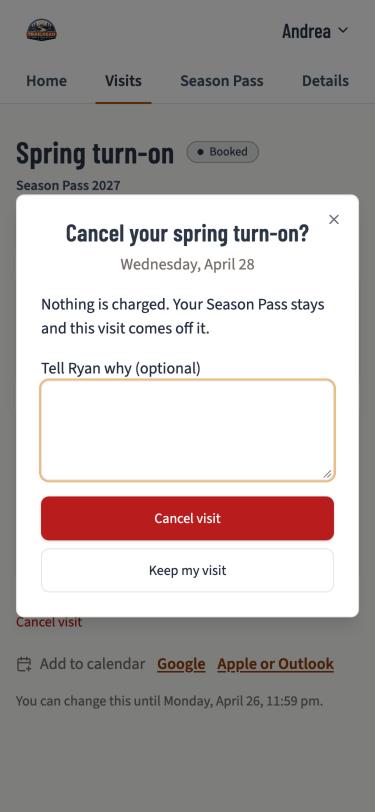 TRAILHEAD
Andrea
Home Visits Season Pass Details
Spring turn-on Booked
Season Pass 2027
Cancel your spring turn-on?
Wednesday, April 28
Nothing is charged. Your Season Pass stays
and this visit comes off it.
Tell Ryan why (optional)
Cancel visit
Keep my visit
Cancel visit
Add to calendar Google Apple or Outlook
You can change this until Monday, April 26, 11:59 pm.